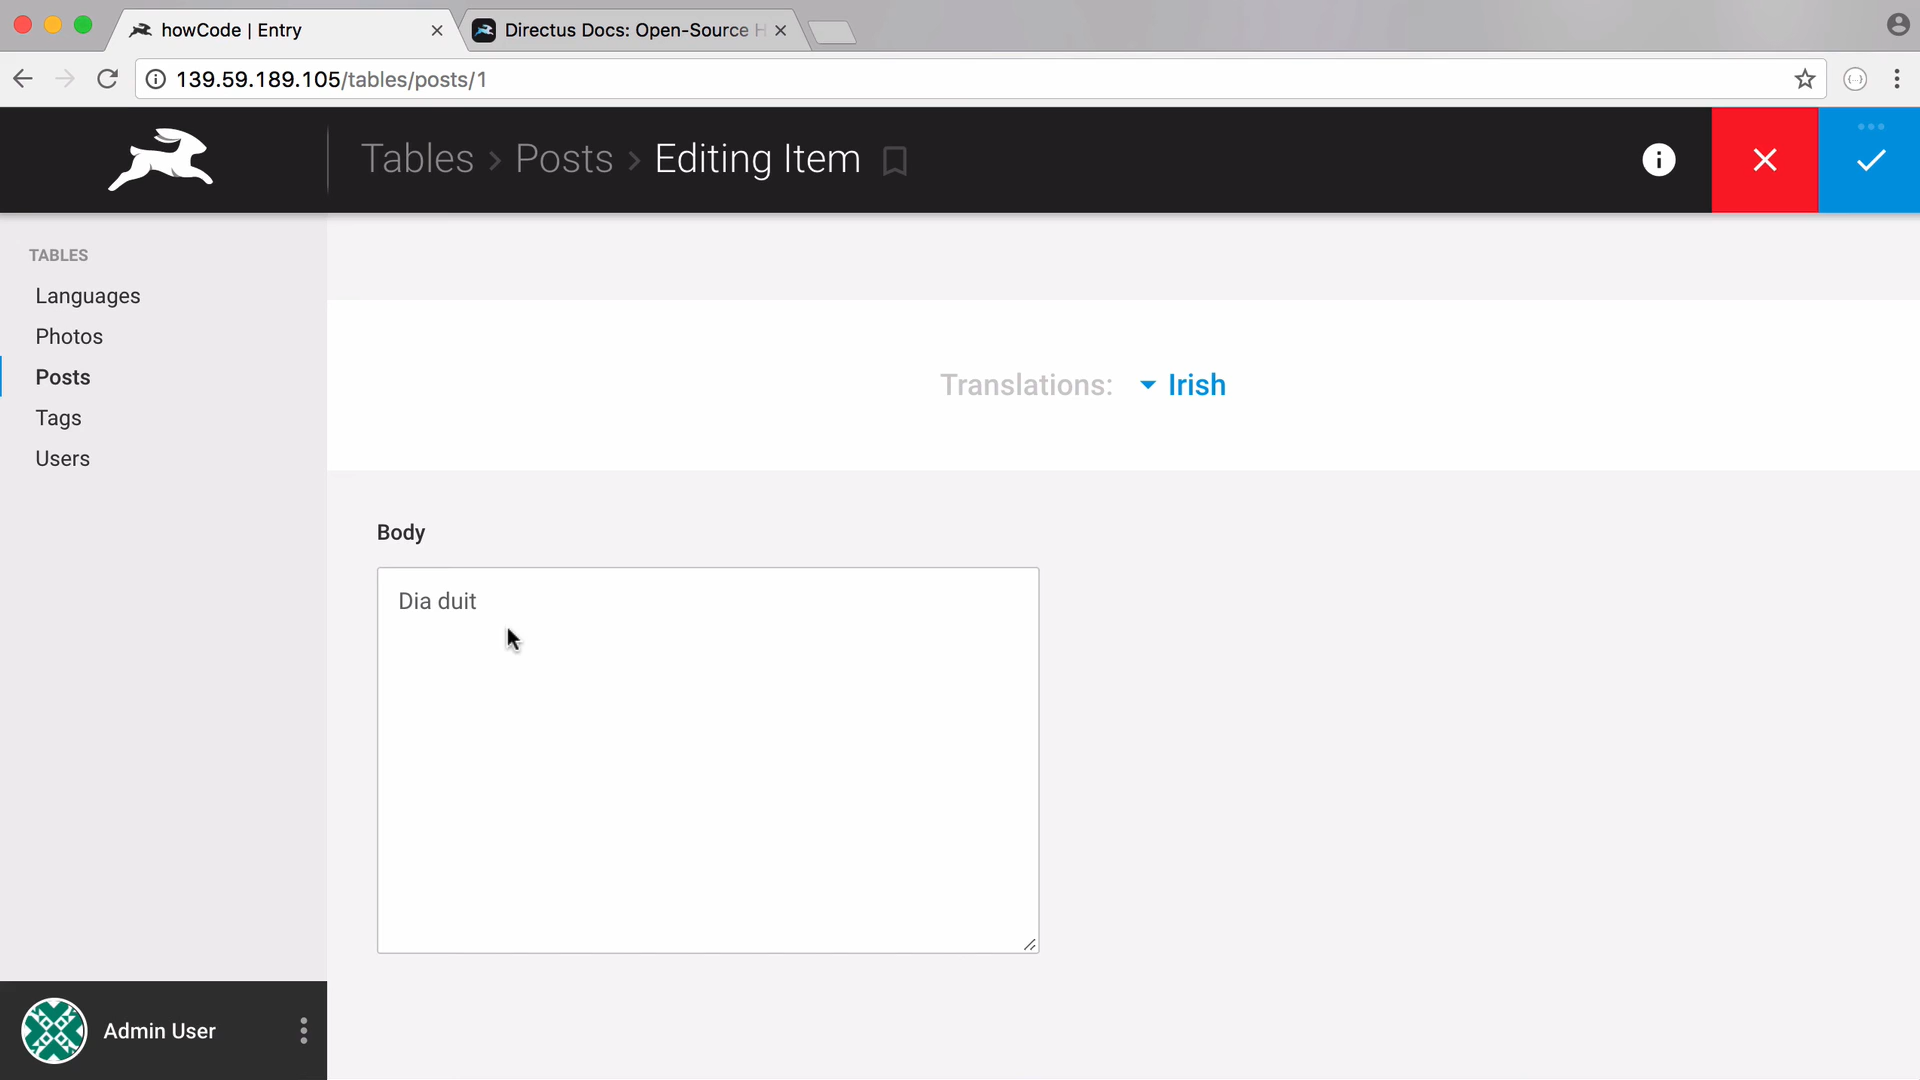 howCode | Entry
Directus Docs: Open-Source H
139.59.189.105/tables/posts/1
Tables > Posts > Editing Item
TABLES
Languages
Photos
Posts
Tags
Users
Translations: Irish
Body
Dia duit
Admin User